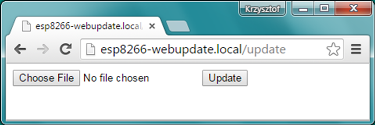 Krzysztof
esp8266-webupdate.local
esp8266-webupdate.local/update
Choose File No file chosen Update